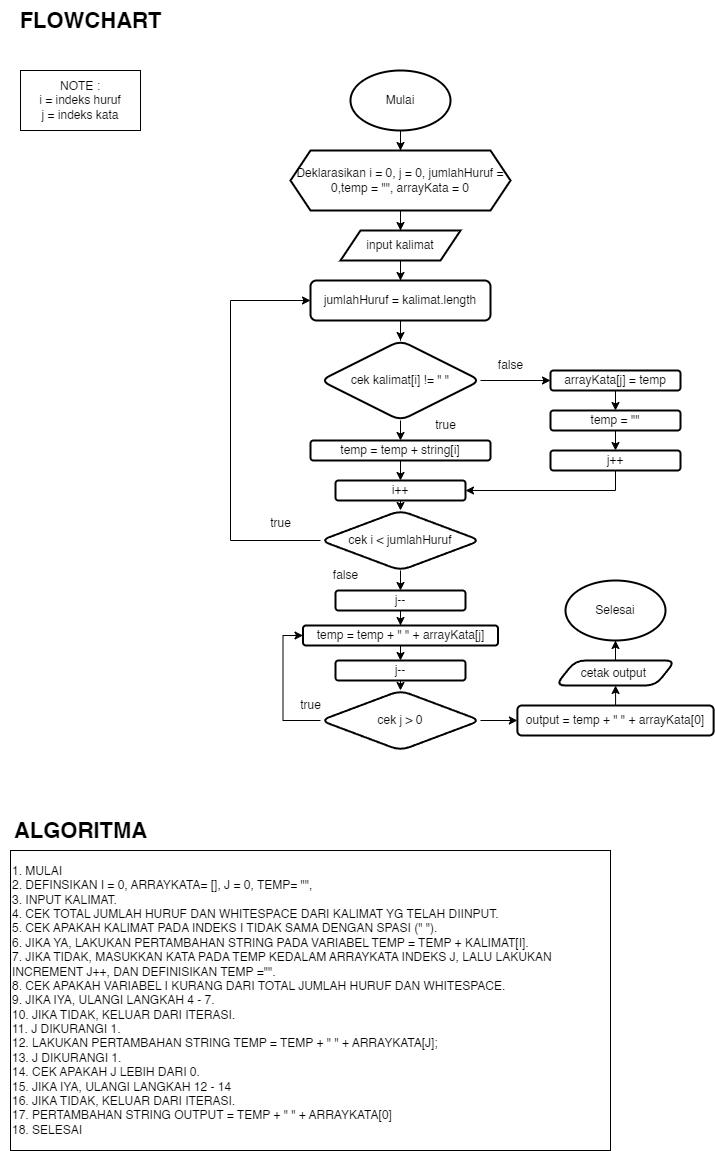 FLOWCHART
NOTE :
i = indeks huruf
j = indeks kata
Mulai
Deklarasikan i = 0, j = 0, jumlahHuruf =
0,temp = "", arrayKata = 0
input kalimat
jumlahHuruf = kalimat.length
cek kalimat[i] != " "
false
arrayKata[j] = temp
temp = ""
j++
true
temp = temp + string[i]
i++
true
cek i < jumlahHuruf
false
j--
temp = temp + " " + arrayKata[j]
j--
true
cek j > 0
output = temp + " " + arrayKata[0]
cetak output
Selesai
ALGORITMA
1. MULAI
2. DEFINSIKAN I = 0, ARRAYKATA= [], J = 0, TEMP= "",
3. INPUT KALIMAT.
4. CEK TOTAL JUMLAH HURUF DAN WHITESPACE DARI KALIMAT YG TELAH DIINPUT.
5. CEK APAKAH KALIMAT PADA INDEKS I TIDAK SAMA DENGAN SPASI (" ").
6. JIKA YA, LAKUKAN PERTAMBAHAN STRING PADA VARIABEL TEMP = TEMP + KALIMAT[I].
7. JIKA TIDAK, MASUKKAN KATA PADA TEMP KEDALAM ARRAYKATA INDEKS J, LALU LAKUKAN
INCREMENT J++, DAN DEFINISIKAN TEMP ="".
8. CEK APAKAH VARIABEL I KURANG DARI TOTAL JUMLAH HURUF DAN WHITESPACE.
9. JIKA IYA, ULANGI LANGKAH 4 - 7.
10. JIKA TIDAK, KELUAR DARI ITERASI.
11. J DIKURANGI 1.
12. LAKUKAN PERTAMBAHAN STRING TEMP = TEMP + " " + ARRAYKATA[J];
13. J DIKURANGI 1.
14. CEK APAKAH J LEBIH DARI 0.
15. JIKA IYA, ULANGI LANGKAH 12 - 14
16. JIKA TIDAK, KELUAR DARI ITERASI.
17. PERTAMBAHAN STRING OUTPUT = TEMP + " " + ARRAYKATA[0]
18. SELESAI